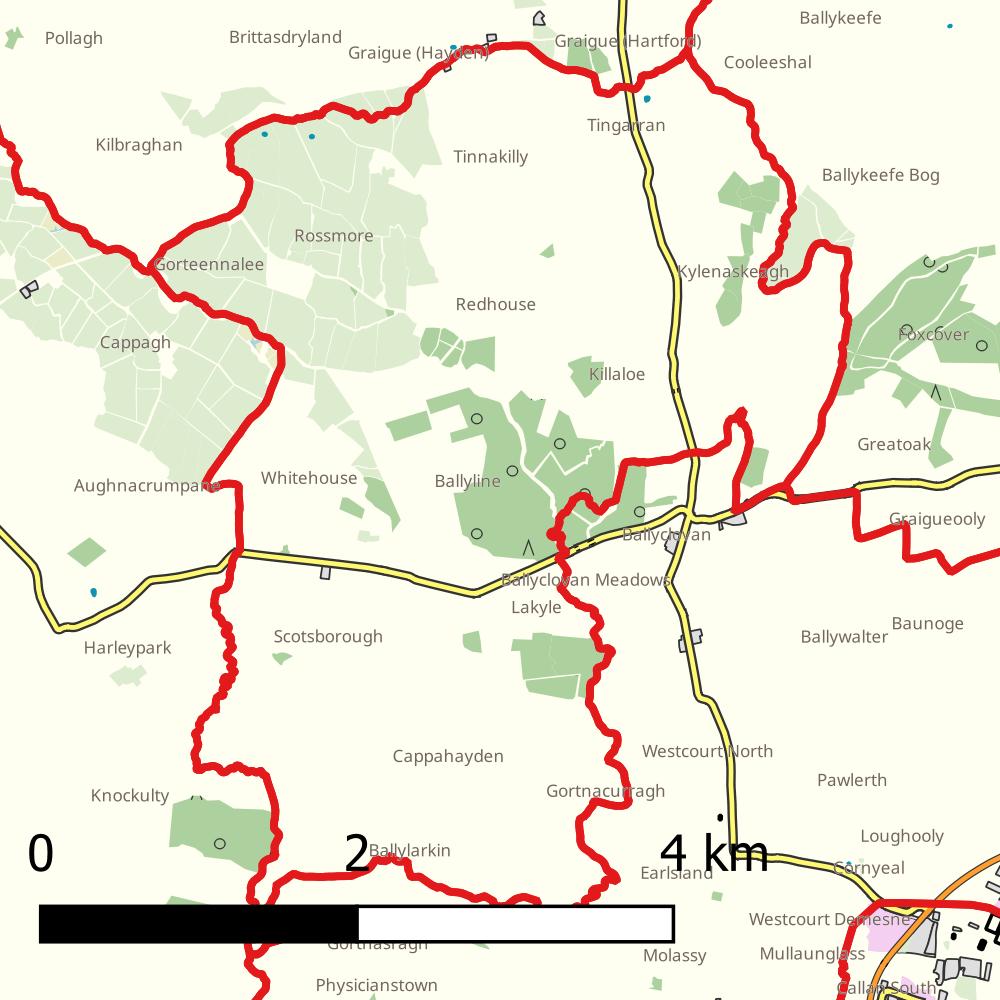 Ballykeefe
Pollagh
Brittasdryland
Graigue (Hartford)
Graigue (Hayden)
Cooleeshal
Tingarran
Kilbraghan
Tinnakilly
Ballykeefe Bog
Rossmore
Gorteennalee
Kylenaskeagh
Redhouse
Foxcover
Cappagh
Killaloe
Greatoak
Whitehouse
Ballyline
Aughnacrumpane
Graigueooly
Ballyclovan
Ballyclovan Meadows
Lakyle
Baunoge
Scotsborough
Ballywalter
Harleypark
Westcourt North
Cappahayden
Pawlerth
Gortnacurragh
Knockulty
Loughooly
0 2 4 km
Ballylarkin
Cornyeal
Earlsland
Westcourt Demesne
Gortnasragh
Mullaunglass
Molassy
Physicianstown
Callan South